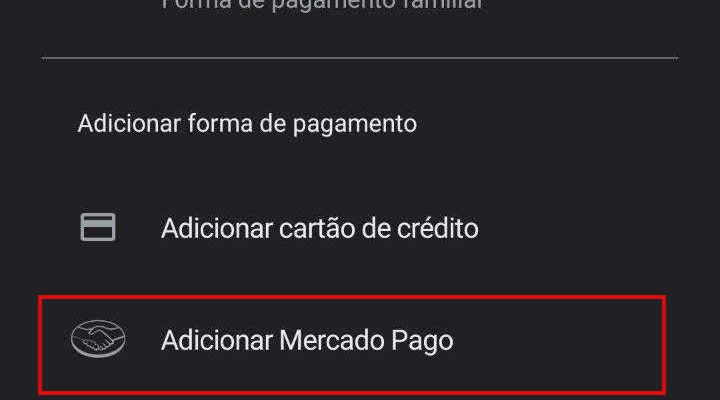 Forma de pagamento familiar
Adicionar forma de pagamento
Adicionar cartão de crédito
Adicionar Mercado Pago